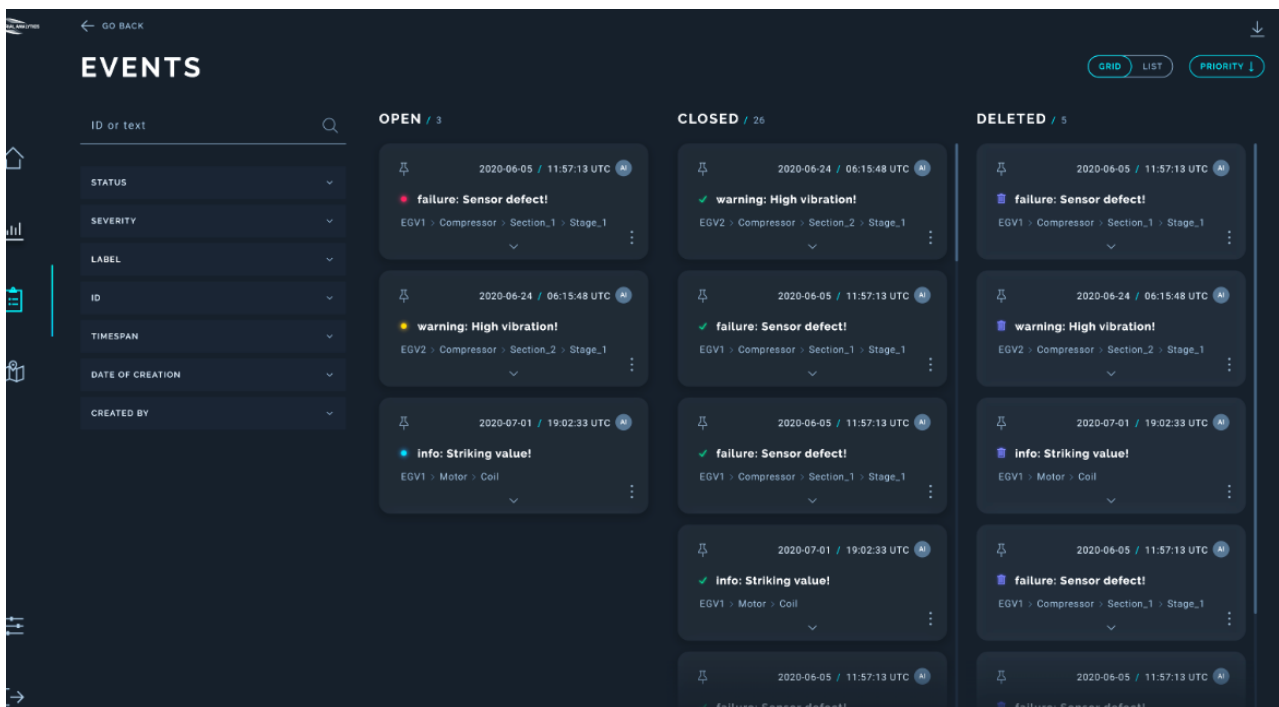 GO BACK
EVENTS
GRID LIST PRIORITY ↓
ID or text
STATUS
SEVERITY
LABEL
ID
TIMESPAN
DATE OF CREATION
CREATED BY
OPEN / 3
2020-06-05 / 11:57:13 UTC AI
failure: Sensor defect!
EGV1 > Compressor > Section_1 > Stage_1
2020-06-24 / 06:15:48 UTC AI
warning: High vibration!
EGV2 > Compressor > Section_2 > Stage_1
2020-07-01 / 19:02:33 UTC AI
info: Striking value!
EGV1 > Motor > Coil
CLOSED / 26
2020-06-24 / 06:15:48 UTC AI
warning: High vibration!
EGV2 > Compressor > Section_2 > Stage_1
2020-06-05 / 11:57:13 UTC AI
failure: Sensor defect!
EGV1 > Compressor > Section_1 > Stage_1
2020-06-05 / 11:57:13 UTC AI
failure: Sensor defect!
EGV1 > Compressor > Section_1 > Stage_1
2020-07-01 / 19:02:33 UTC AI
info: Striking value!
EGV1 > Motor > Coil
2020-06-05 / 11:57:13 UTC AI
failure: Sensor defect!
DELETED / 5
2020-06-05 / 11:57:13 UTC AI
failure: Sensor defect!
EGV1 > Compressor > Section_1 > Stage_1
2020-06-24 / 06:15:48 UTC AI
warning: High vibration!
EGV2 > Compressor > Section_2 > Stage_1
2020-07-01 / 19:02:33 UTC AI
info: Striking value!
EGV1 > Motor > Coil
2020-06-05 / 11:57:13 UTC AI
failure: Sensor defect!
EGV1 > Compressor > Section_1 > Stage_1
2020-06-05 / 11:57:13 UTC AI
failure: Sensor defect!